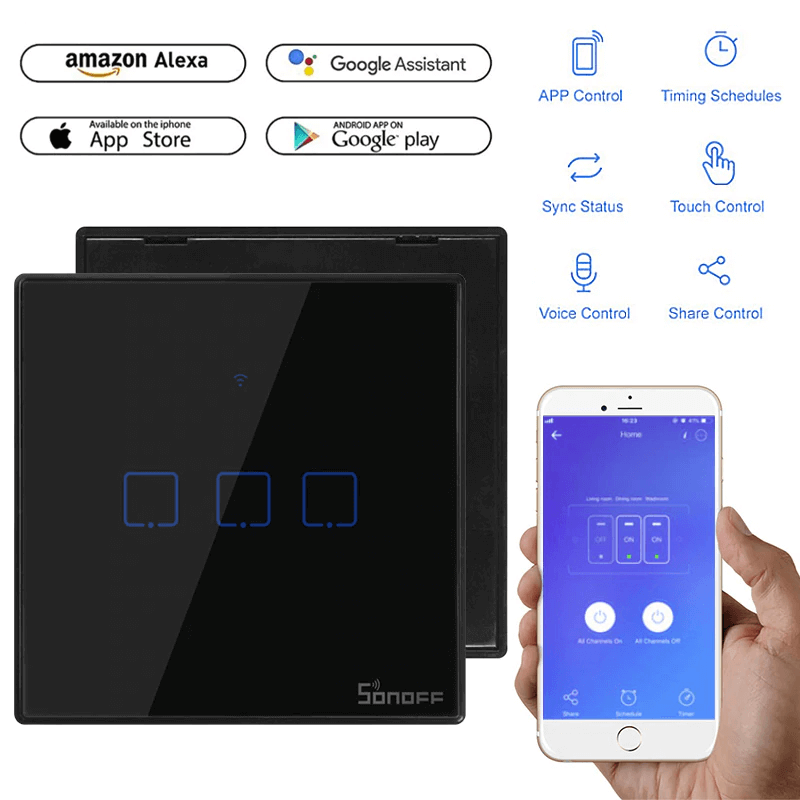 amazon Alexa
Google Assistant
Available on the iphone
App Store
ANDROID APP ON
Google play
APP Control
Timing Schedules
Sync Status
Touch Control
Voice Control
Share Control
SONOFF
16:23
41%
Home
Living room Dining room Washroom
OFF ON ON
All Channels On All Channels Off
Share Schedule Timer